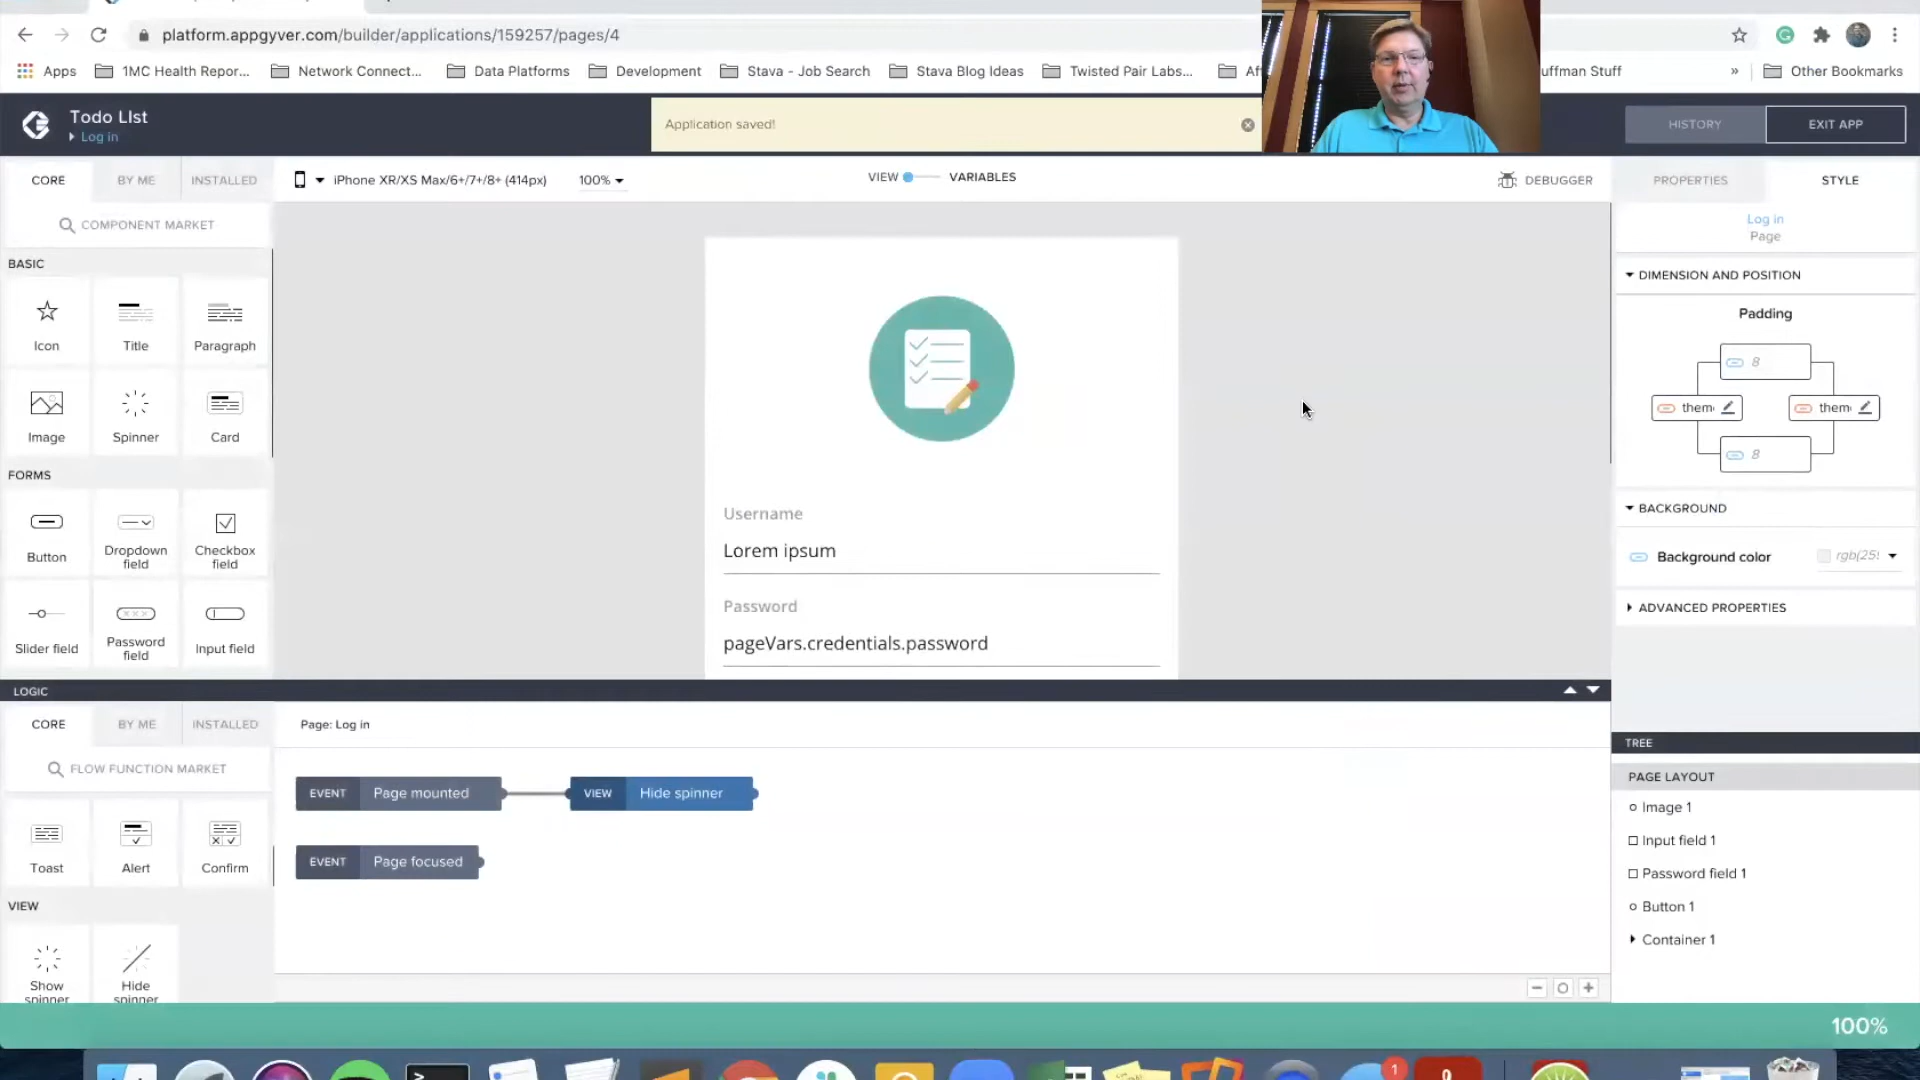 platform.appgyver.com/builder/applications/159257/pages/4
Apps
1MC Health Repor...
Network Connect...
Data Platforms
Development
Stava - Job Search
Stava Blog Ideas
Twisted Pair Labs...
uffman Stuff
»
Other Bookmarks
Todo LIst
Log in
Application saved!
HISTORY
EXIT APP
CORE
BY ME
INSTALLED
iPhone XR/XS Max/6+/7+/8+ (414px)
100%
VIEW
VARIABLES
DEBUGGER
PROPERTIES
STYLE
COMPONENT MARKET
Log in
Page
BASIC
DIMENSION AND POSITION
Icon
Title
Paragraph
Padding
8
them
them
8
Image
Spinner
Card
FORMS
BACKGROUND
Background color
rgb(25!
Button
Dropdown
field
Checkbox
field
ADVANCED PROPERTIES
Slider field
Password
field
Input field
Username
Lorem ipsum
Password
pageVars.credentials.password
LOGIC
CORE
BY ME
INSTALLED
Page: Log in
FLOW FUNCTION MARKET
EVENT
Page mounted
VIEW
Hide spinner
EVENT
Page focused
Toast
Alert
Confirm
VIEW
Show
spinner
Hide
spinner
TREE
PAGE LAYOUT
Image 1
Input field 1
Password field 1
Button 1
Container 1
100%
1